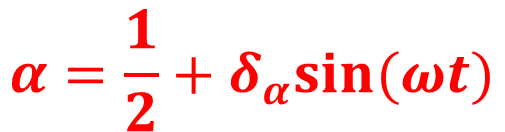 α = 1/2 + δ_α sin(ωt)